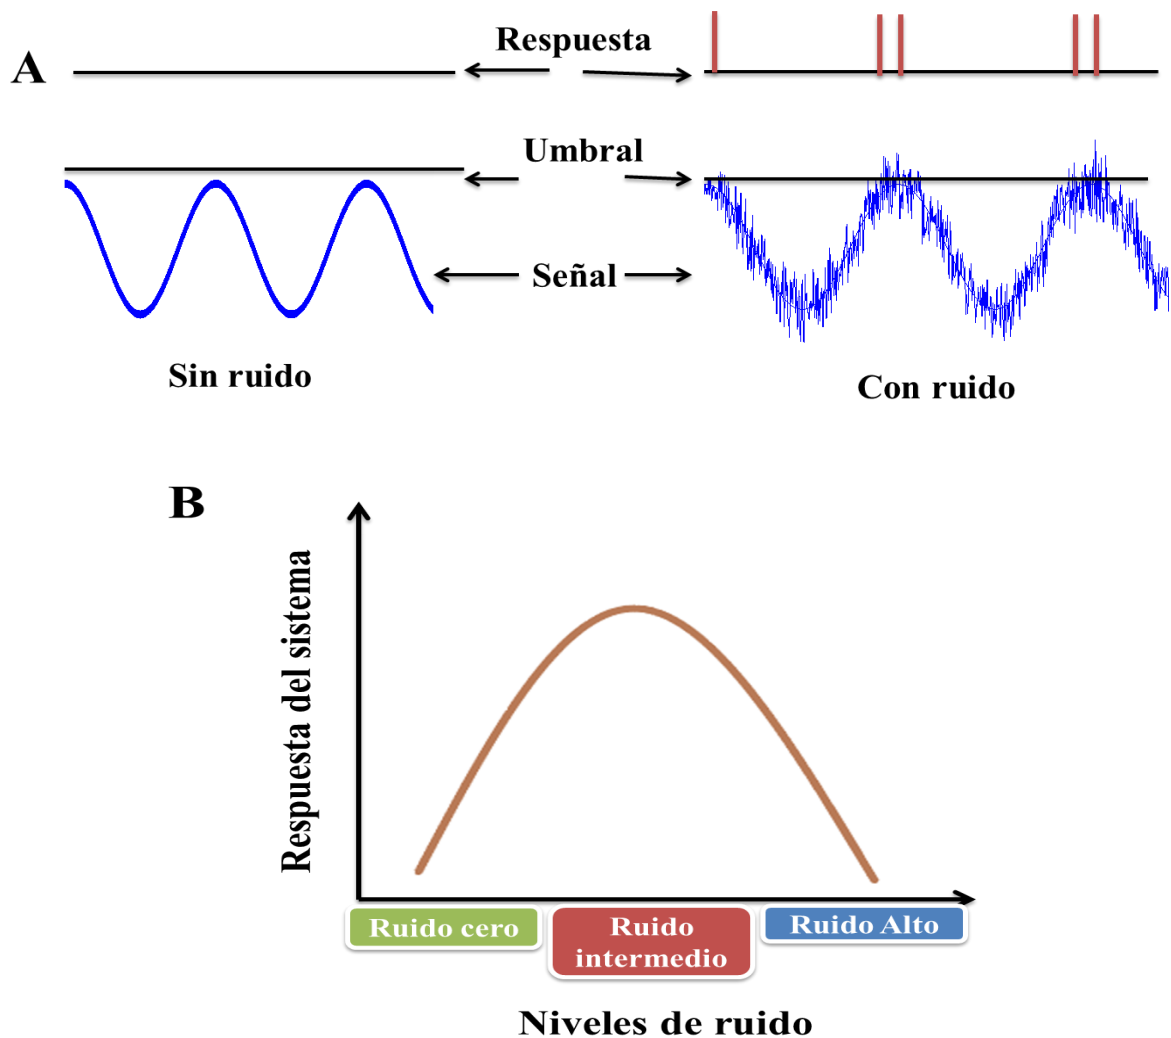 A
Respuesta
Umbral
Señal
Sin ruido
Con ruido
B
Respuesta del sistema
Ruido cero
Ruido
intermedio
Ruido Alto
Niveles de ruido